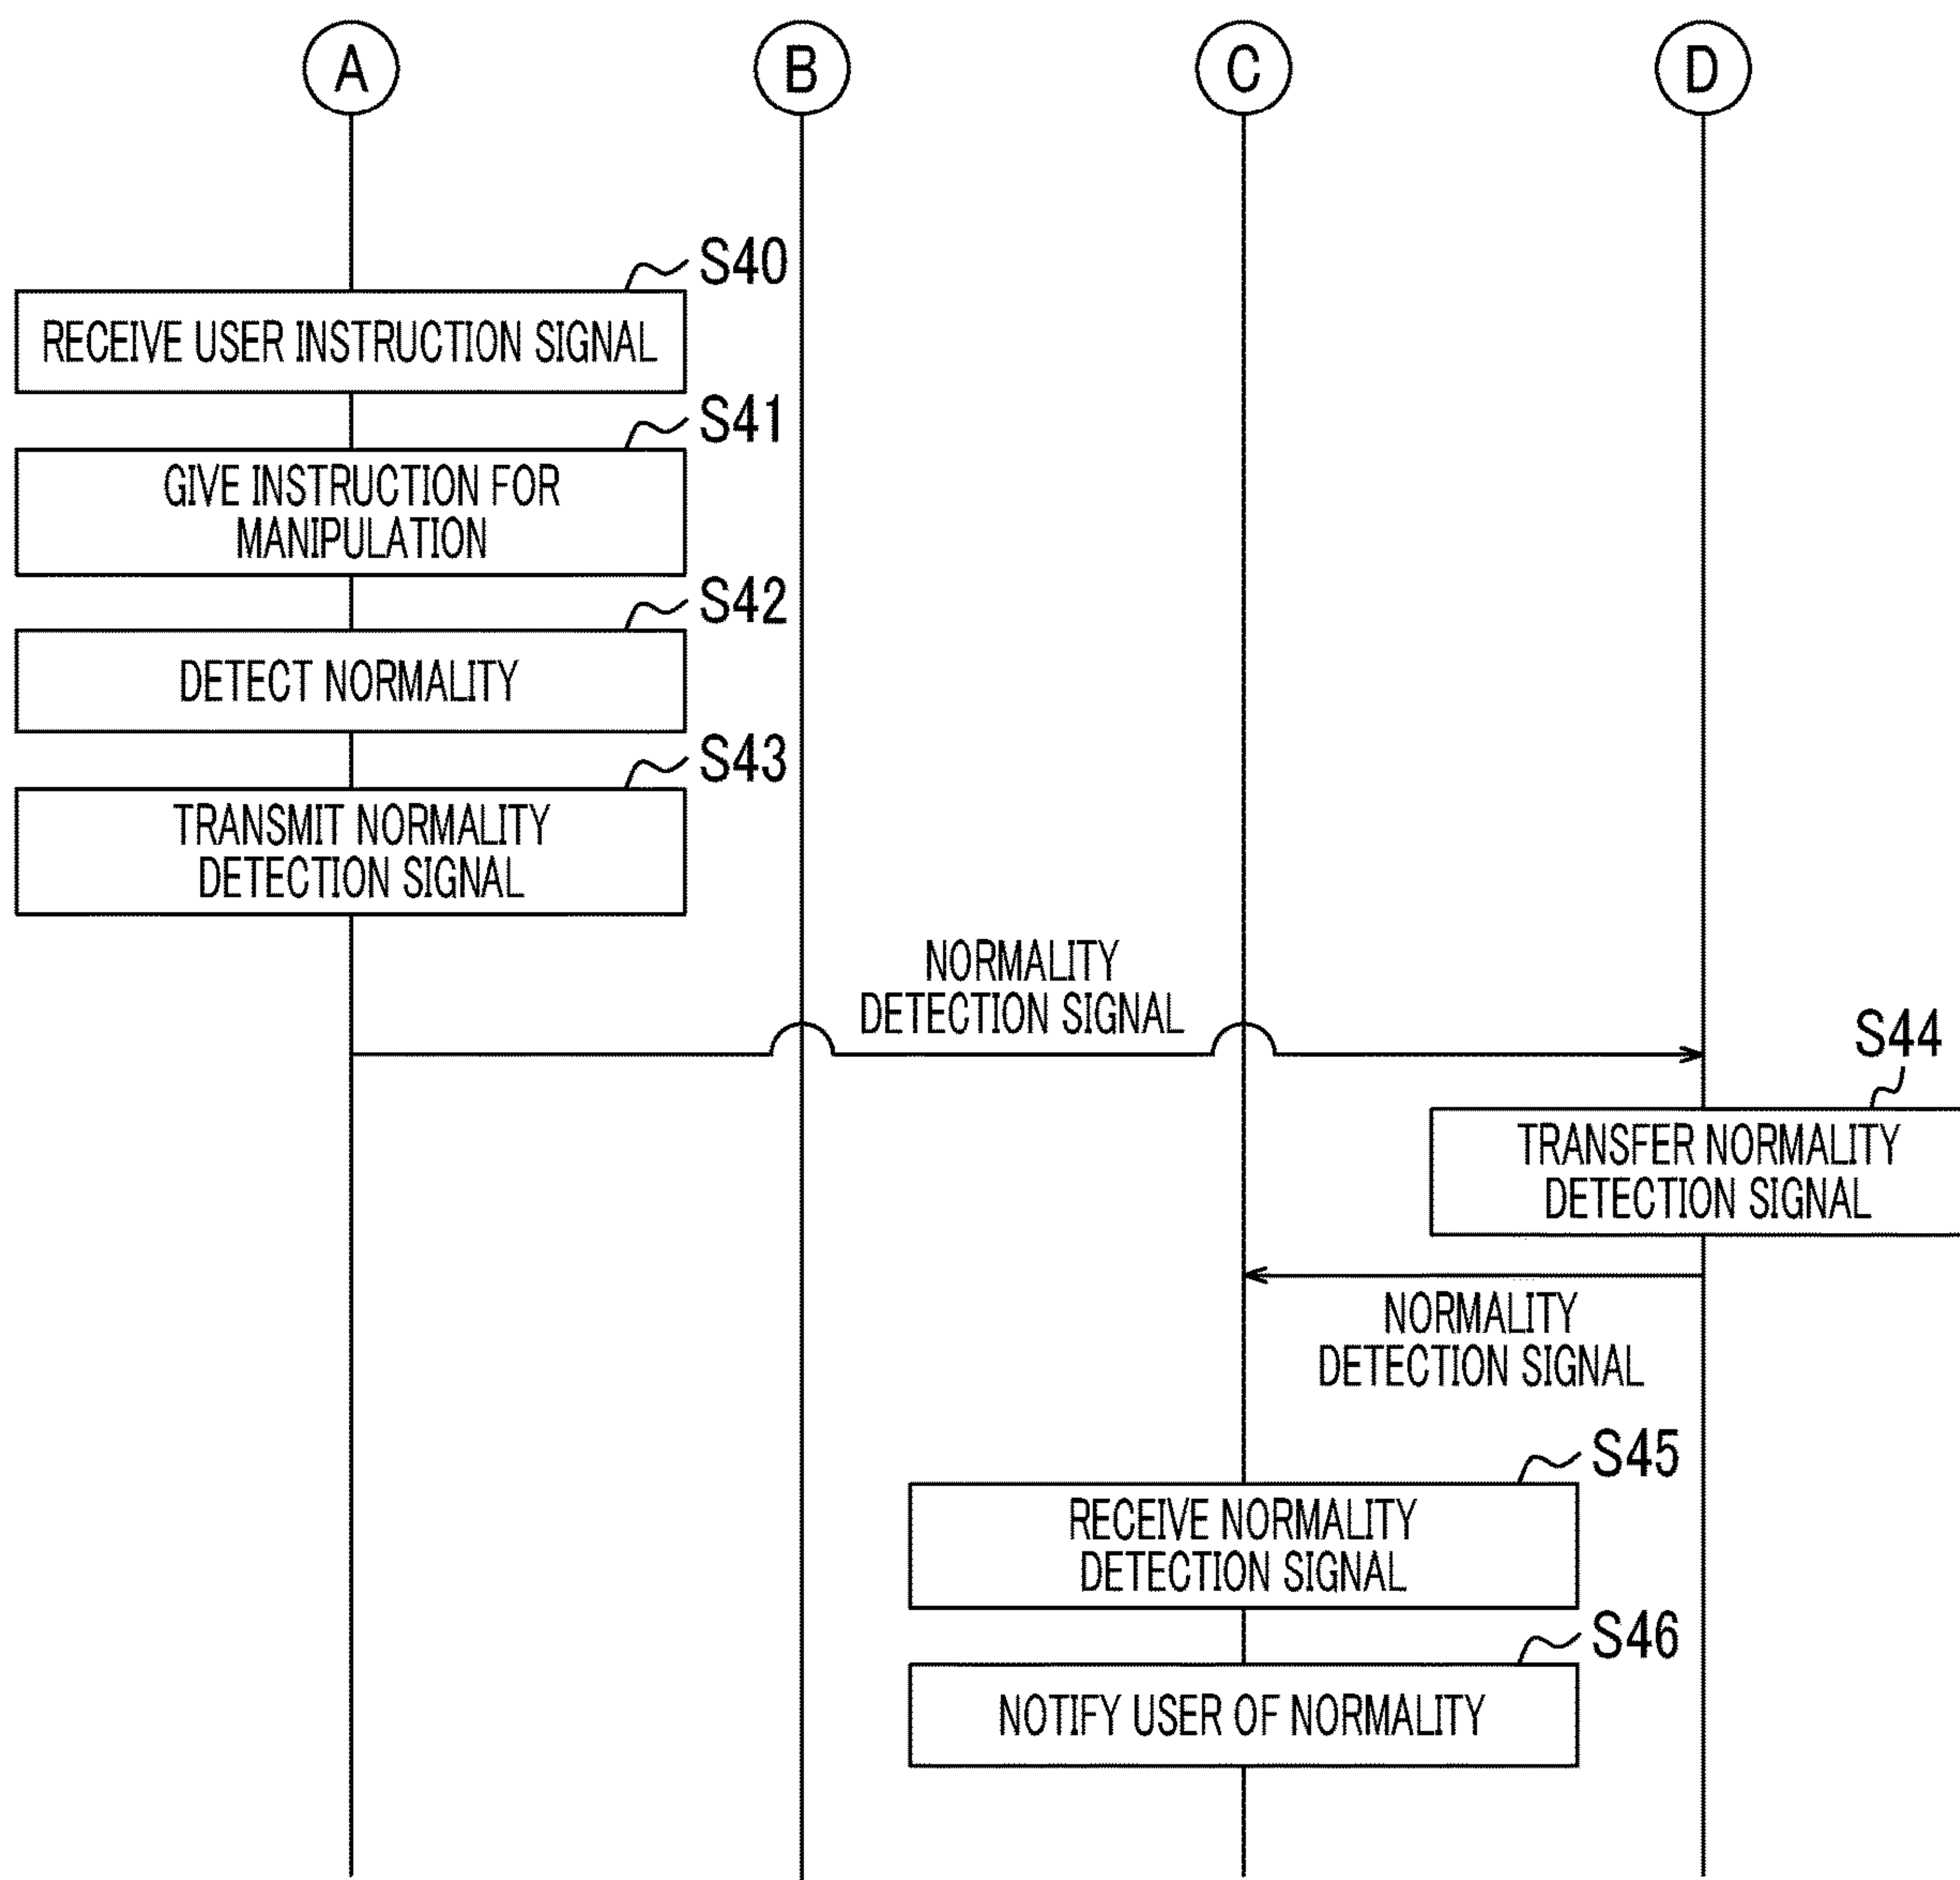 A B C D
S40
RECEIVE USER INSTRUCTION SIGNAL
S41
GIVE INSTRUCTION FOR
MANIPULATION
S42
DETECT NORMALITY
S43
TRANSMIT NORMALITY
DETECTION SIGNAL
NORMALITY
DETECTION SIGNAL
S44
TRANSFER NORMALITY
DETECTION SIGNAL
NORMALITY
DETECTION SIGNAL
S45
RECEIVE NORMALITY
DETECTION SIGNAL
S46
NOTIFY USER OF NORMALITY